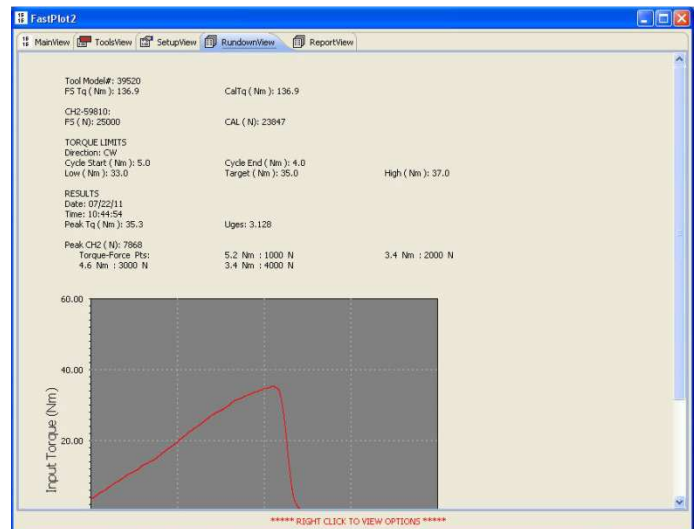 FastPlot2
MainView ToolsView SetupView RundownView ReportView
Tool Model#: 39520
FS Tq ( Nm ): 136.9 CalTq ( Nm ): 136.9
CH2-59810:
FS ( N): 25000 CAL ( N): 23847
TORQUE LIMITS
Direction: CW
Cycle Start ( Nm ): 5.0 Cycle End ( Nm ): 4.0
Low ( Nm ): 33.0 Target ( Nm ): 35.0 High ( Nm ): 37.0
RESULTS
Date: 07/22/11
Time: 10:44:54
Peak Tq ( Nm ): 35.3 Uges: 3.128
Peak CH2 ( N): 7868
Torque-Force Pts: 5.2 Nm : 1000 N 3.4 Nm : 2000 N
4.6 Nm : 3000 N 3.4 Nm : 4000 N
60.00
40.00
20.00
Input Torque (Nm)
***** RIGHT CLICK TO VIEW OPTIONS *****